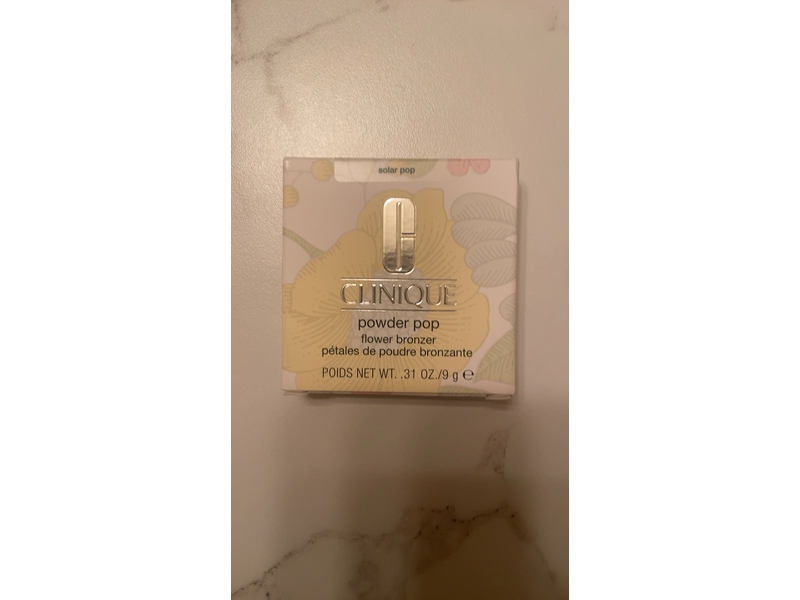 solar pop
CLINIQUE
powder pop
flower bronzer
pétales de poudre bronzante
POIDS NET WT. .31 OZ./9 g ℮